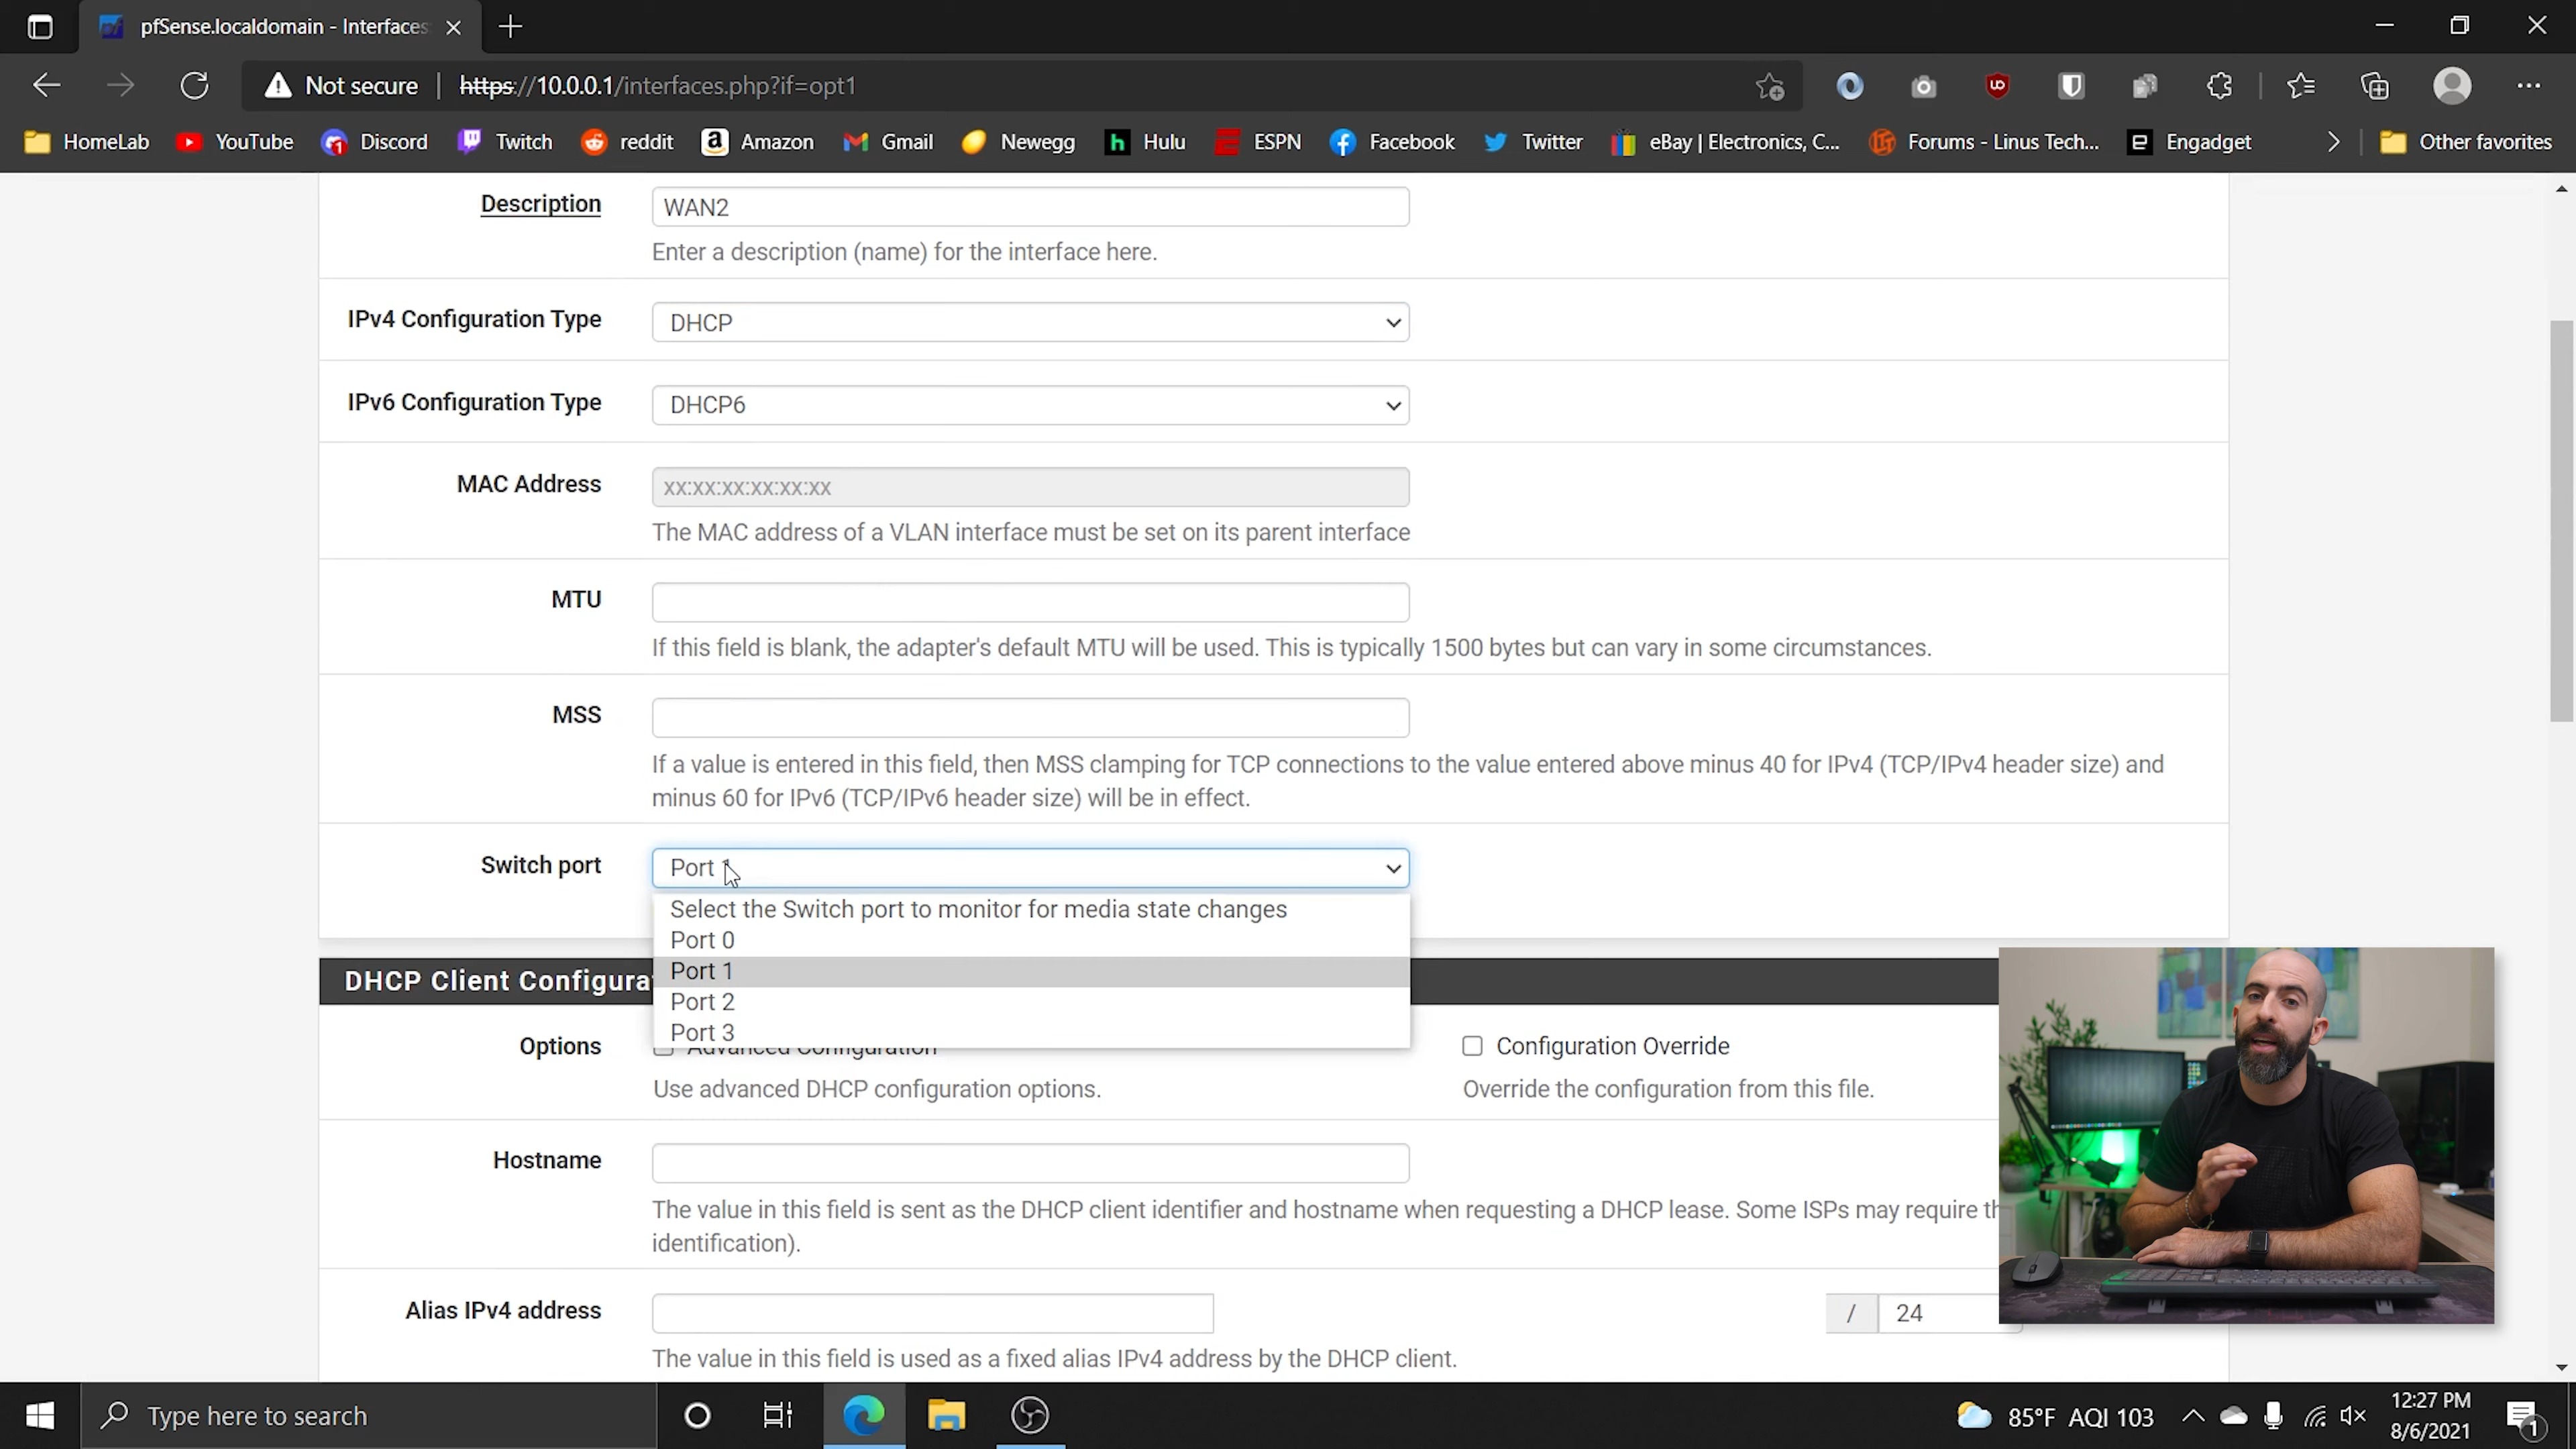 pfSense.localdomain - Interfaces
Not secure
https://10.0.0.1/interfaces.php?if=opt1
HomeLab
YouTube
Discord
Twitch
reddit
Amazon
Gmail
Newegg
Hulu
ESPN
Facebook
Twitter
eBay | Electronics, C...
Forums - Linus Tech...
Engadget
Other favorites
Description
WAN2
Enter a description (name) for the interface here.
IPv4 Configuration Type
DHCP
IPv6 Configuration Type
DHCP6
MAC Address
xx:xx:xx:xx:xx:xx
The MAC address of a VLAN interface must be set on its parent interface
MTU
If this field is blank, the adapter's default MTU will be used. This is typically 1500 bytes but can vary in some circumstances.
MSS
If a value is entered in this field, then MSS clamping for TCP connections to the value entered above minus 40 for IPv4 (TCP/IPv4 header size) and
minus 60 for IPv6 (TCP/IPv6 header size) will be in effect.
Switch port
Port 1
Select the Switch port to monitor for media state changes
Port 0
Port 1
Port 2
Port 3
DHCP Client Configura
Options
Advanced Configuration
Configuration Override
Use advanced DHCP configuration options.
Override the configuration from this file.
Hostname
The value in this field is sent as the DHCP client identifier and hostname when requesting a DHCP lease. Some ISPs may require th
identification).
Alias IPv4 address
/
24
The value in this field is used as a fixed alias IPv4 address by the DHCP client.
Type here to search
85°F AQI 103
12:27 PM
8/6/2021
1